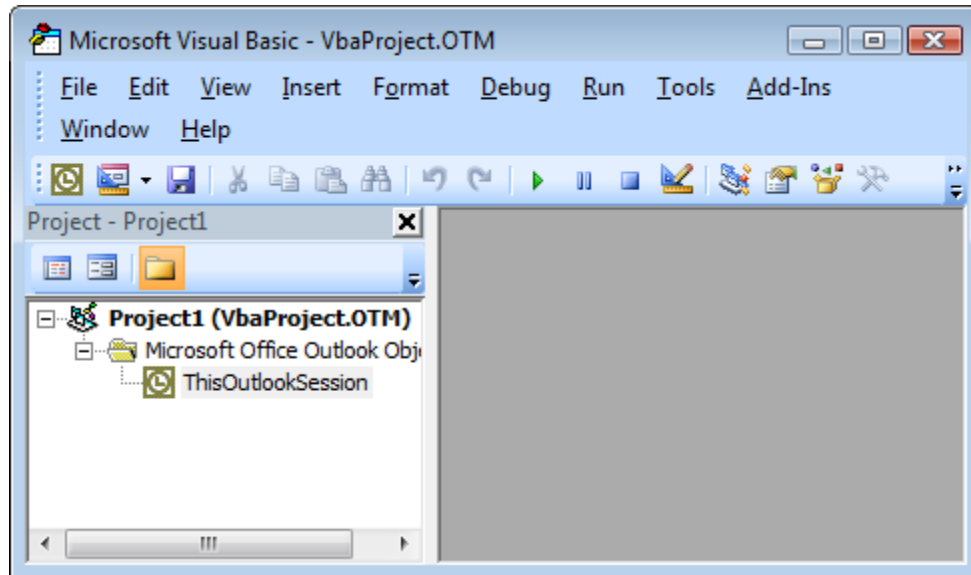 Microsoft Visual Basic - VbaProject.OTM
File Edit View Insert Format Debug Run Tools Add-Ins
Window Help
Project - Project1
Project1 (VbaProject.OTM)
Microsoft Office Outlook Obj
ThisOutlookSession